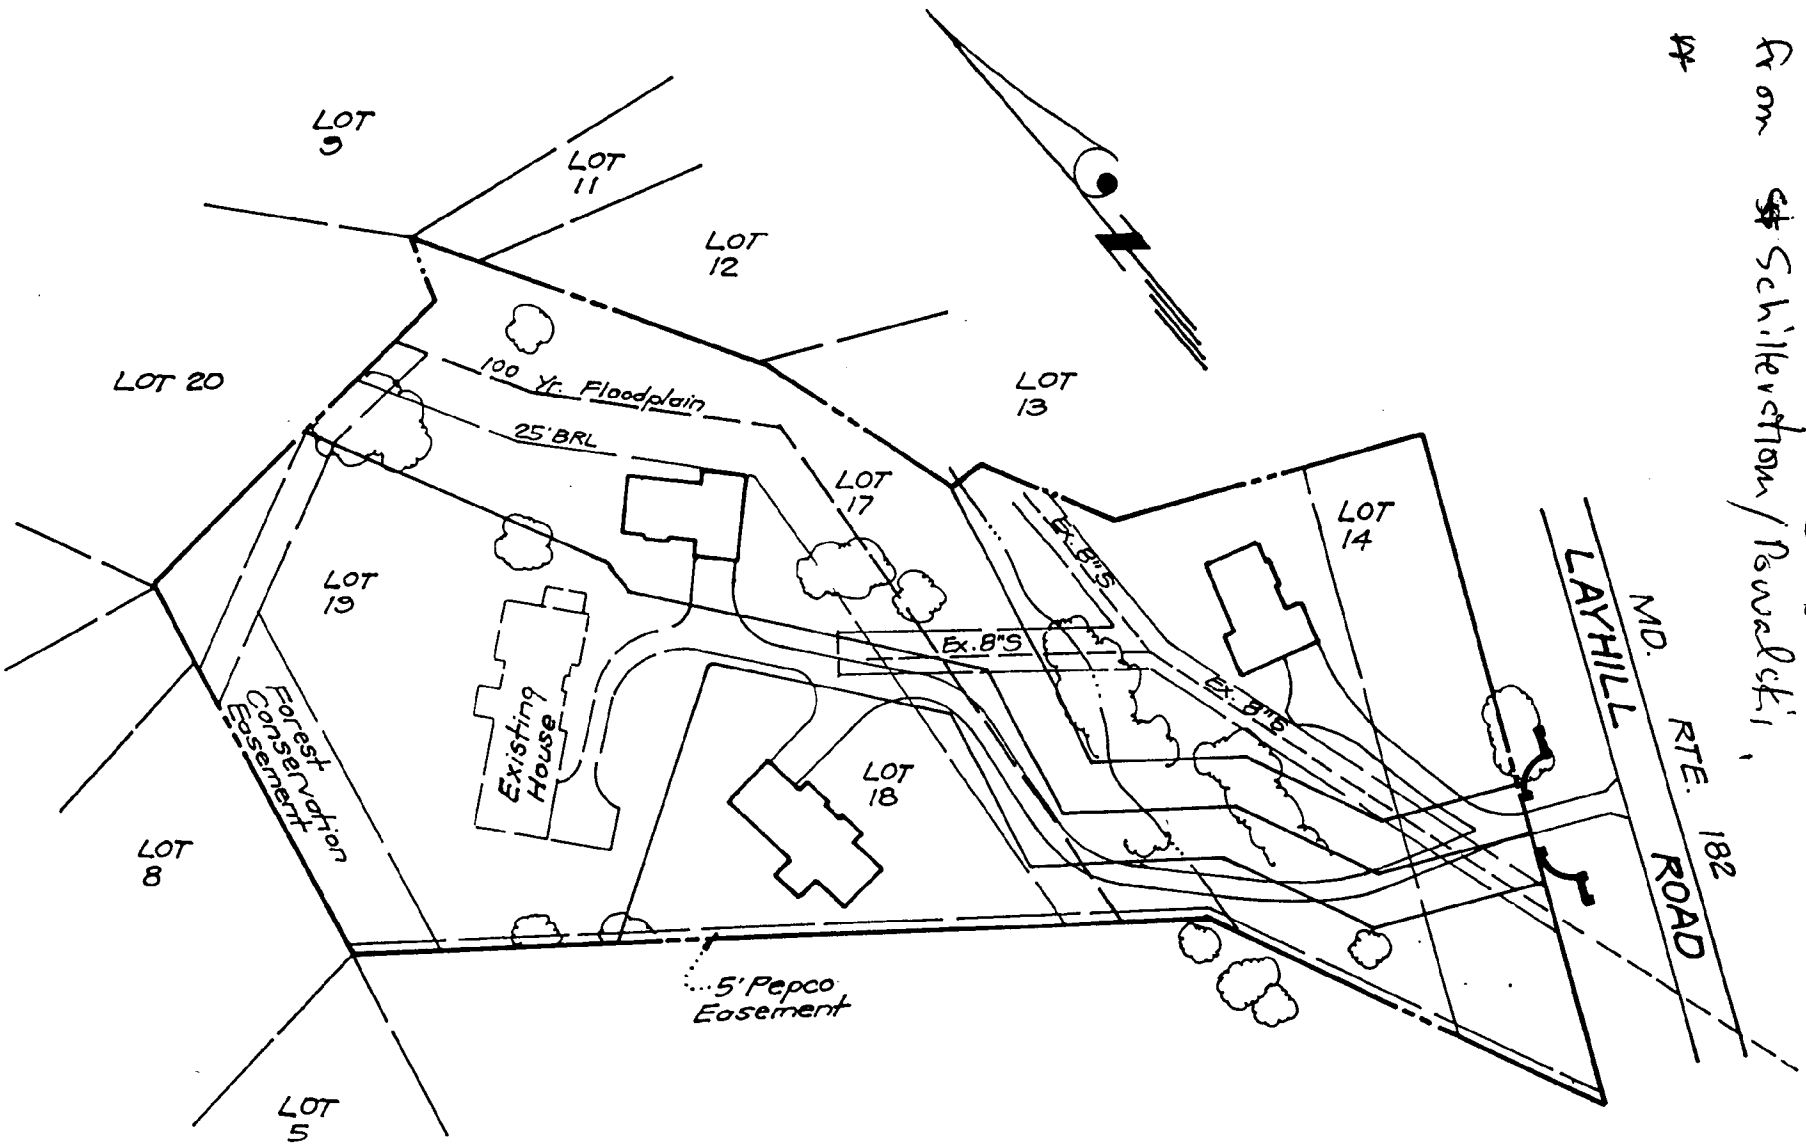 from Schillerstrom/Powalski,
LOT
9
LOT
11
LOT
12
LOT 20
100 Yr. Floodplain
25' BRL
LOT
13
LOT
17
LOT
14
Ex. 8"S
LOT
19
Ex. 8"S
Ex. 8"S
MD. RTE. 182
LAYHILL ROAD
Existing
House
LOT
18
Forest
Conservation
Easement
LOT
8
5' Pepco
Easement
LOT
5